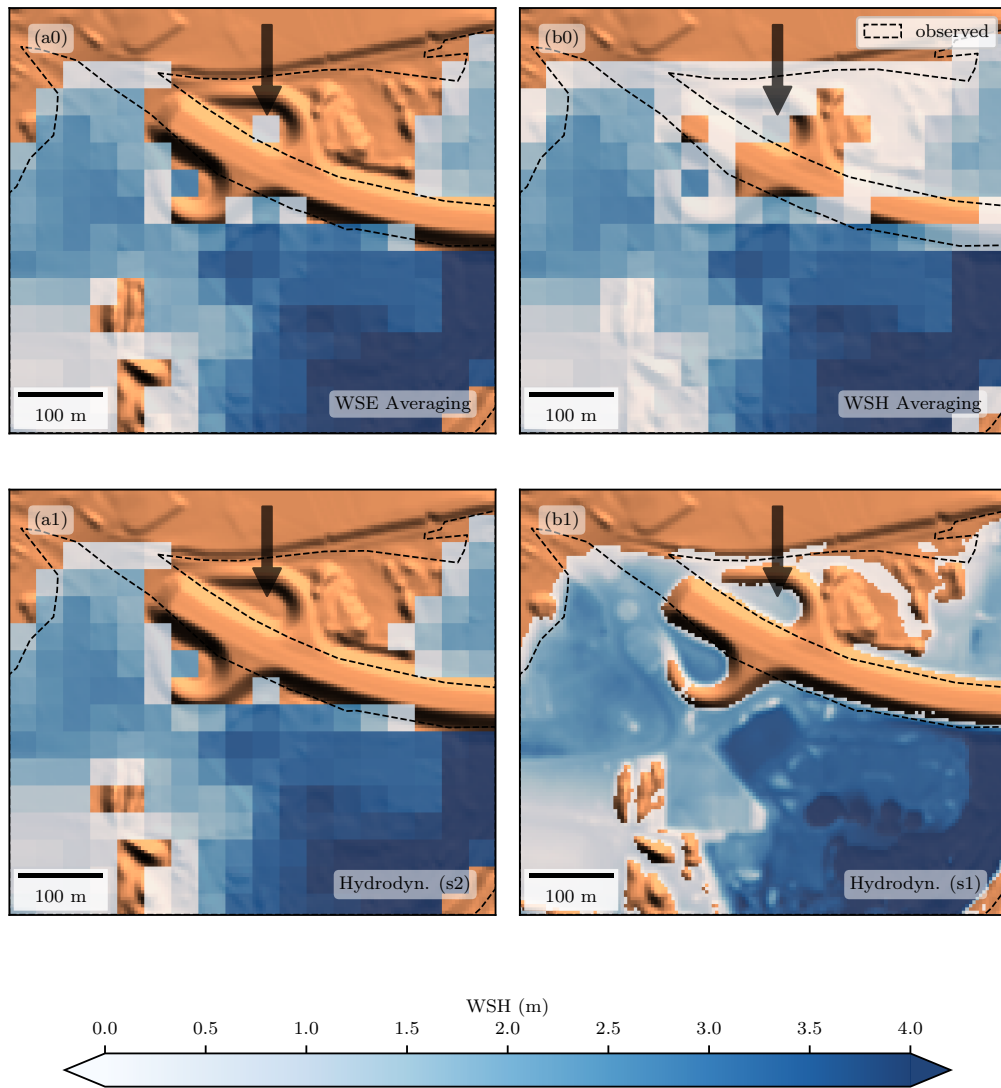 (a0)
(b0)
observed
100 m
WSE Averaging
100 m
WSH Averaging
(a1)
(b1)
100 m
Hydrodyn. (s2)
100 m
Hydrodyn. (s1)
WSH (m)
0.0 0.5 1.0 1.5 2.0 2.5 3.0 3.5 4.0